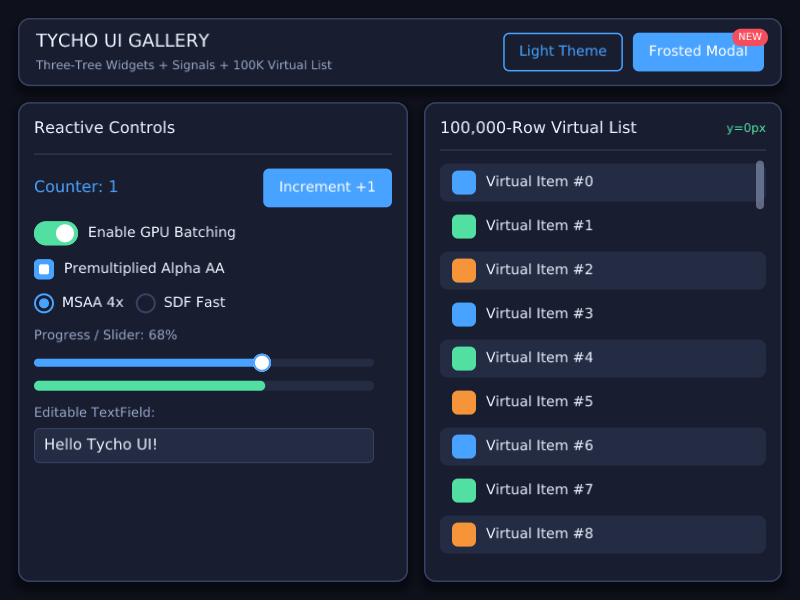 TYCHO UI GALLERY
Three-Tree Widgets + Signals + 100K Virtual List
Light Theme
Frosted Modal
NEW
Reactive Controls
Counter: 1
Increment +1
Enable GPU Batching
Premultiplied Alpha AA
MSAA 4x
SDF Fast
Progress / Slider: 68%
Editable TextField:
Hello Tycho UI!
100,000-Row Virtual List
y=0px
Virtual Item #0
Virtual Item #1
Virtual Item #2
Virtual Item #3
Virtual Item #4
Virtual Item #5
Virtual Item #6
Virtual Item #7
Virtual Item #8